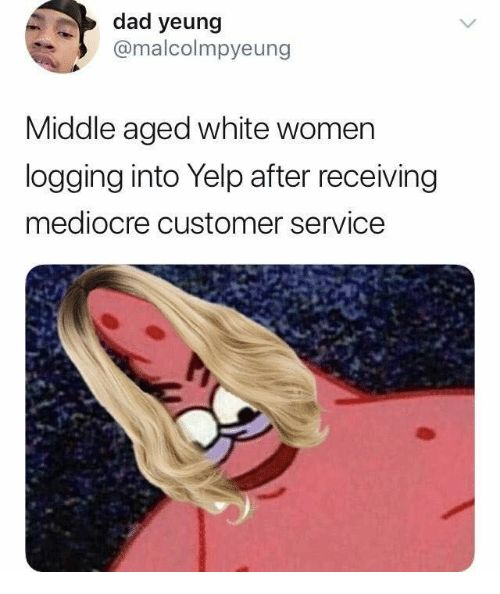 dad yeung
@malcolmpyeung
Middle aged white women
logging into Yelp after receiving
mediocre customer service